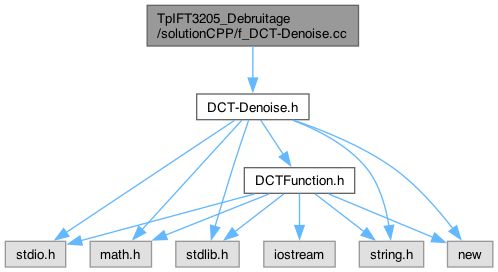 TpIFT3205_Debruitage
/solutionCPP/f_DCT-Denoise.cc
DCT-Denoise.h
DCTFunction.h
stdio.h
math.h
stdlib.h
iostream
string.h
new